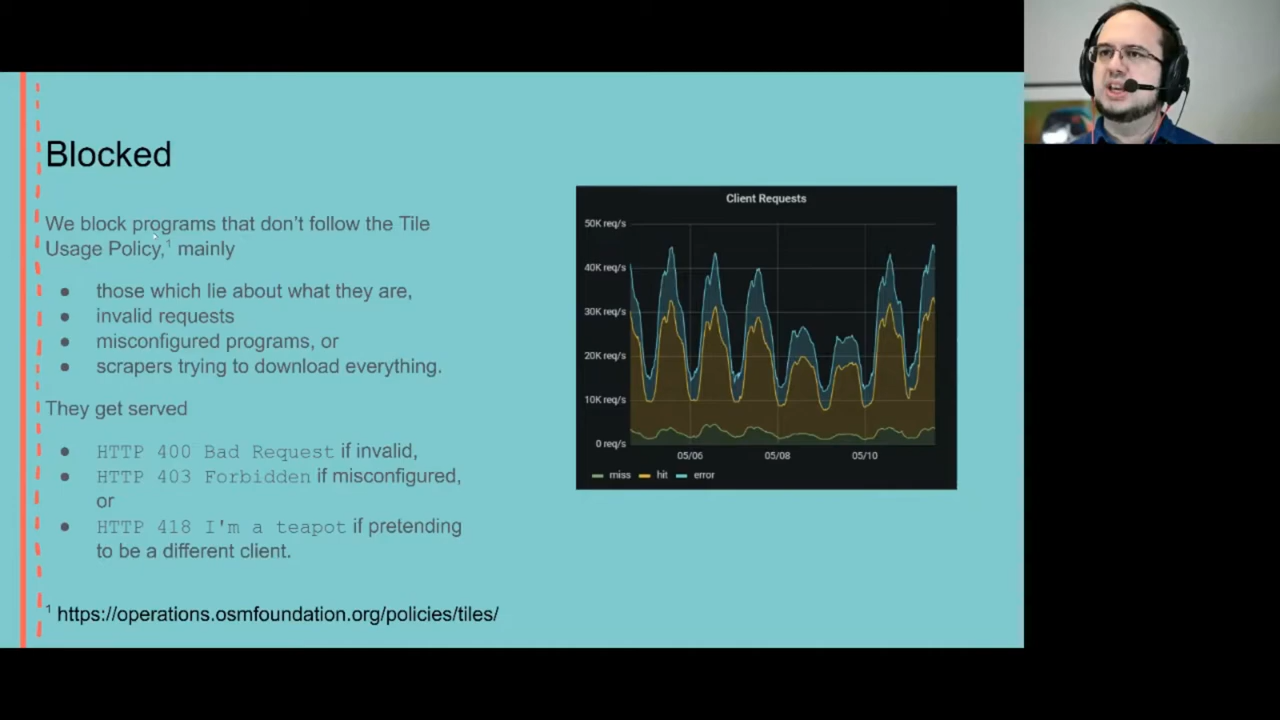 Blocked
We block programs that don't follow the Tile
Usage Policy,¹ mainly
● those which lie about what they are,
● invalid requests
● misconfigured programs, or
● scrapers trying to download everything.
They get served
● HTTP 400 Bad Request if invalid,
● HTTP 403 Forbidden if misconfigured,
or
● HTTP 418 I'm a teapot if pretending
to be a different client.
¹ https://operations.osmfoundation.org/policies/tiles/
Client Requests
50K req/s
40K req/s
30K req/s
20K req/s
10K req/s
0 req/s
05/06 05/08 05/10
miss hit error